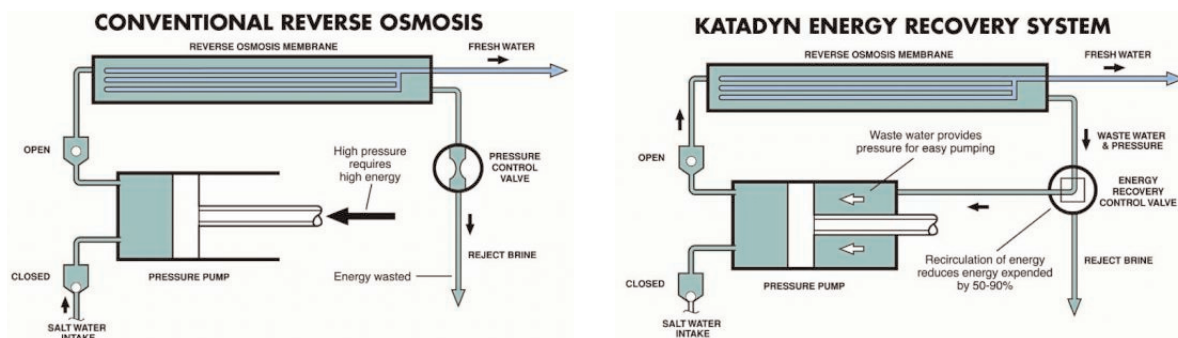 CONVENTIONAL REVERSE OSMOSIS
REVERSE OSMOSIS MEMBRANE
FRESH WATER
OPEN
High pressure
requires
high energy
PRESSURE
CONTROL
VALVE
REJECT BRINE
Energy wasted
CLOSED
PRESSURE PUMP
SALT WATER
INTAKE
KATADYN ENERGY RECOVERY SYSTEM
REVERSE OSMOSIS MEMBRANE
FRESH WATER
OPEN
Waste water provides
pressure for easy pumping
WASTE WATER
& PRESSURE
ENERGY
RECOVERY
CONTROL VALVE
Recirculation of energy
reduces energy expended
by 50-90%
REJECT BRINE
CLOSED
PRESSURE PUMP
SALT WATER
INTAKE